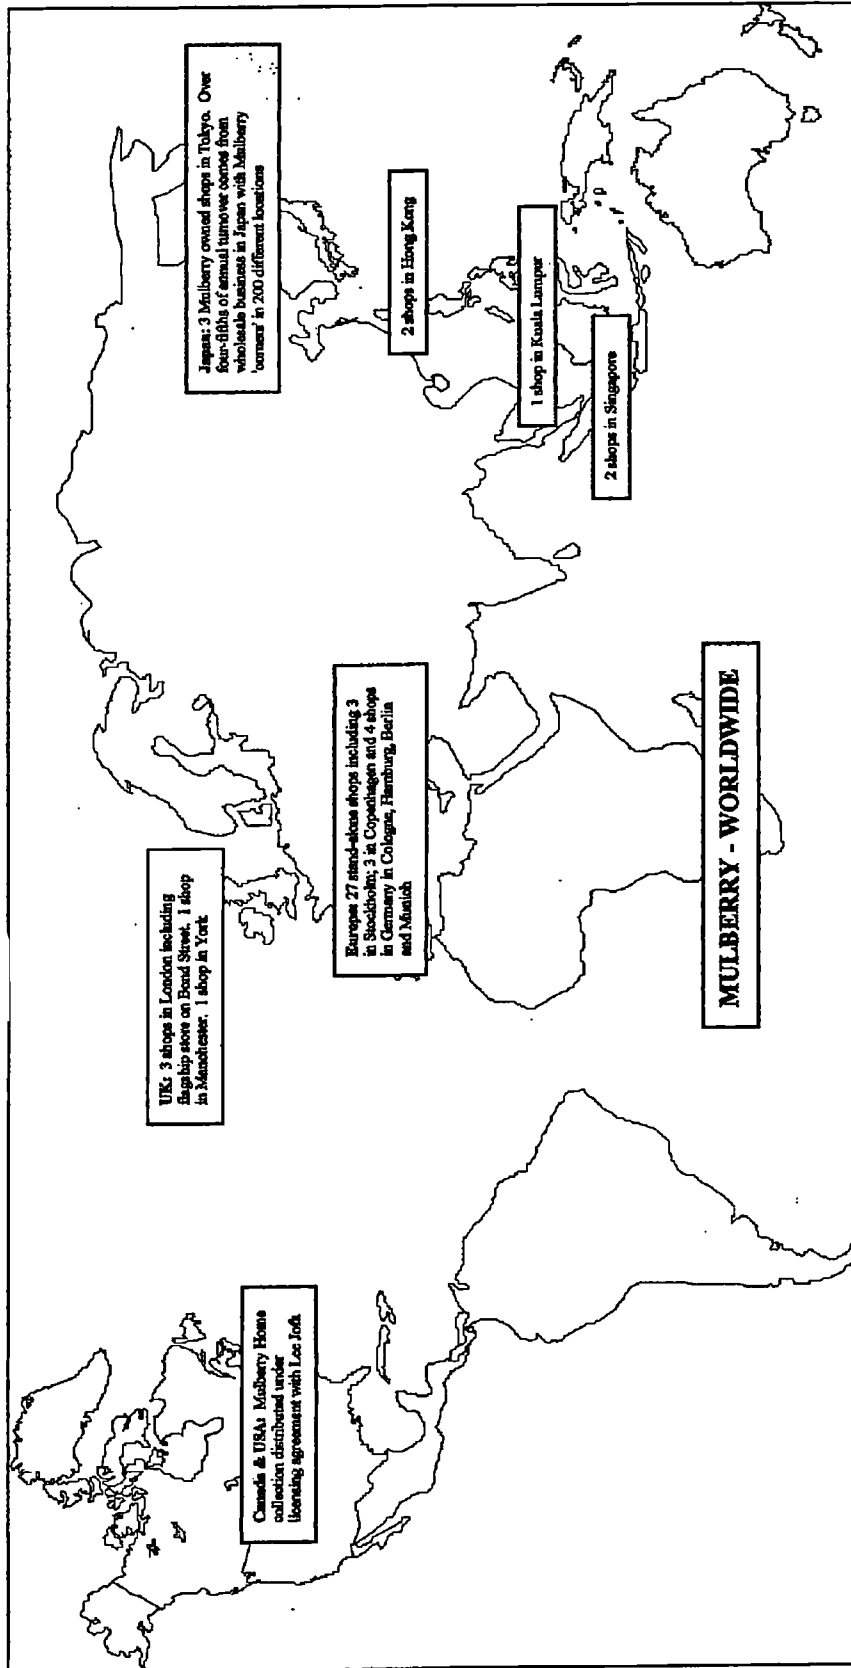 Japan: 3 Mulberry owned shops in Tokyo. Over
four-fifths of annual turnover comes from
wholesale business in Japan with Mulberry
'corners' in 200 different locations
2 shops in Hong Kong
1 shop in Kuala Lumpur
2 shops in Singapore
UK: 3 shops in London including
flagship store on Bond Street, 1 shop
in Manchester, 1 shop in York
Europe: 27 stand-alone shops including 3
in Stockholm; 3 in Copenhagen and 4 shops
in Germany in Cologne, Hamburg, Berlin
and Munich
MULBERRY - WORLDWIDE
Canada & USA: Mulberry Home
collection distributed under
licensing agreement with Lee Jofa